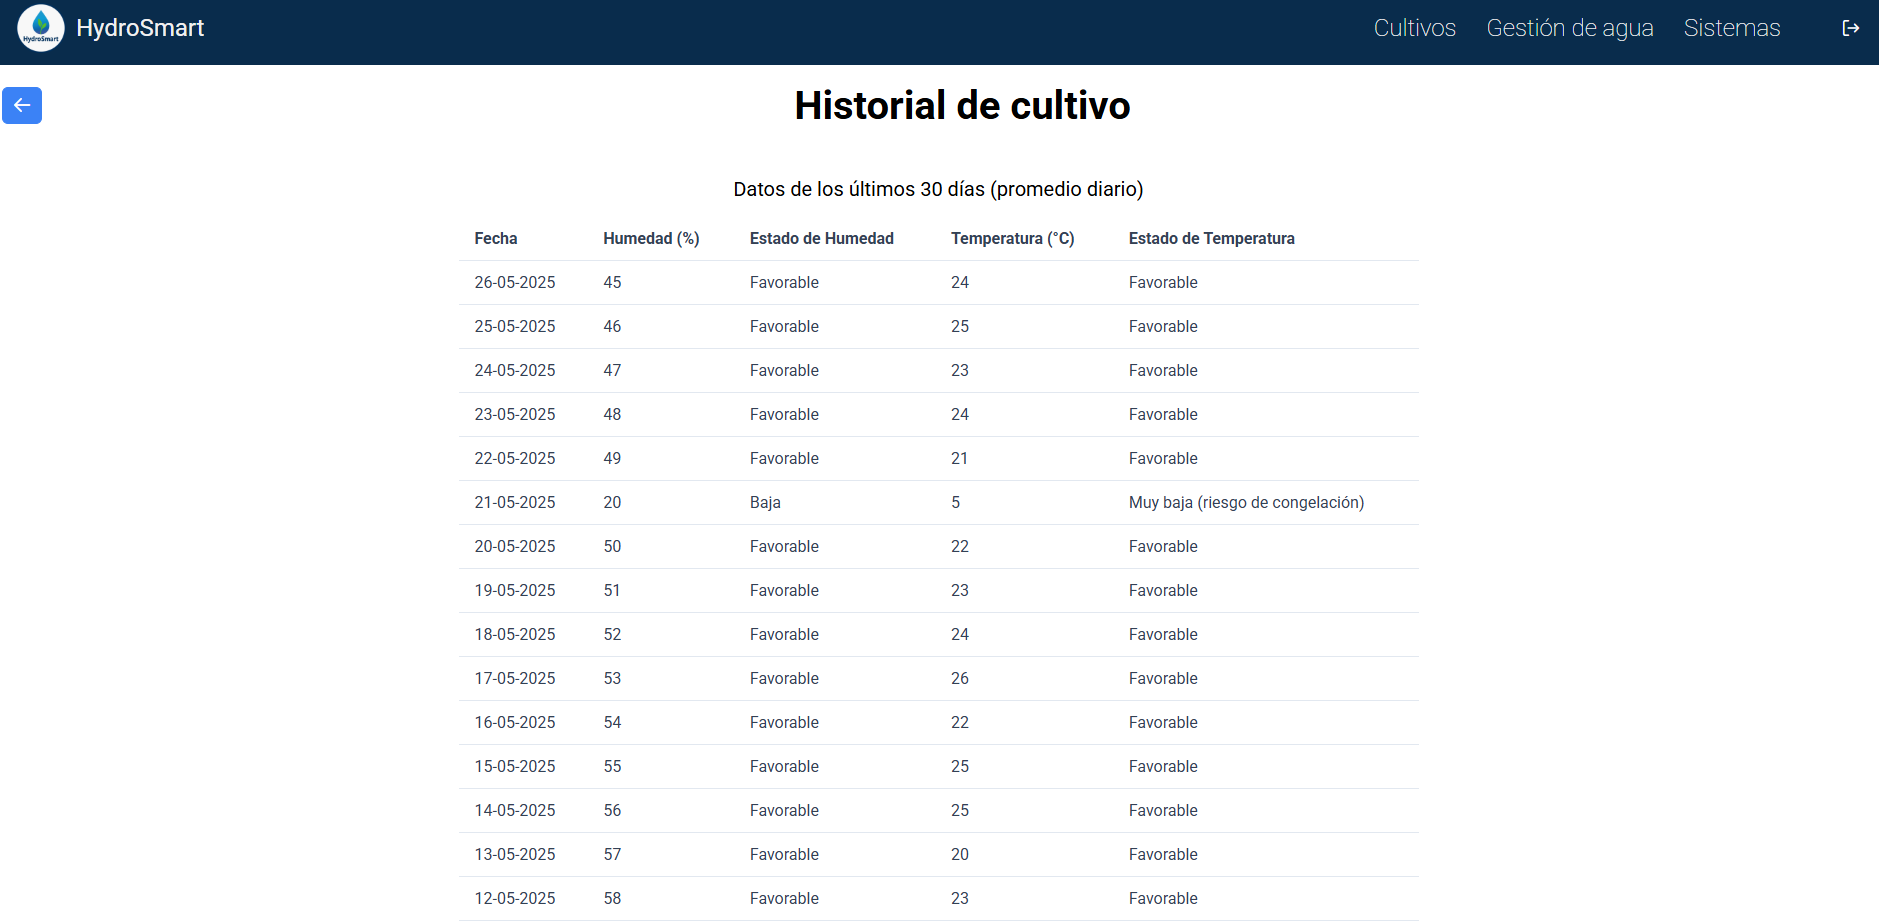 HydroSmart HydroSmart Cultivos Gestión de agua Sistemas
Historial de cultivo
Datos de los últimos 30 días (promedio diario)
Fecha Humedad (%) Estado de Humedad Temperatura (°C) Estado de Temperatura
26-05-2025 45 Favorable 24 Favorable
25-05-2025 46 Favorable 25 Favorable
24-05-2025 47 Favorable 23 Favorable
23-05-2025 48 Favorable 24 Favorable
22-05-2025 49 Favorable 21 Favorable
21-05-2025 20 Baja 5 Muy baja (riesgo de congelación)
20-05-2025 50 Favorable 22 Favorable
19-05-2025 51 Favorable 23 Favorable
18-05-2025 52 Favorable 24 Favorable
17-05-2025 53 Favorable 26 Favorable
16-05-2025 54 Favorable 22 Favorable
15-05-2025 55 Favorable 25 Favorable
14-05-2025 56 Favorable 25 Favorable
13-05-2025 57 Favorable 20 Favorable
12-05-2025 58 Favorable 23 Favorable